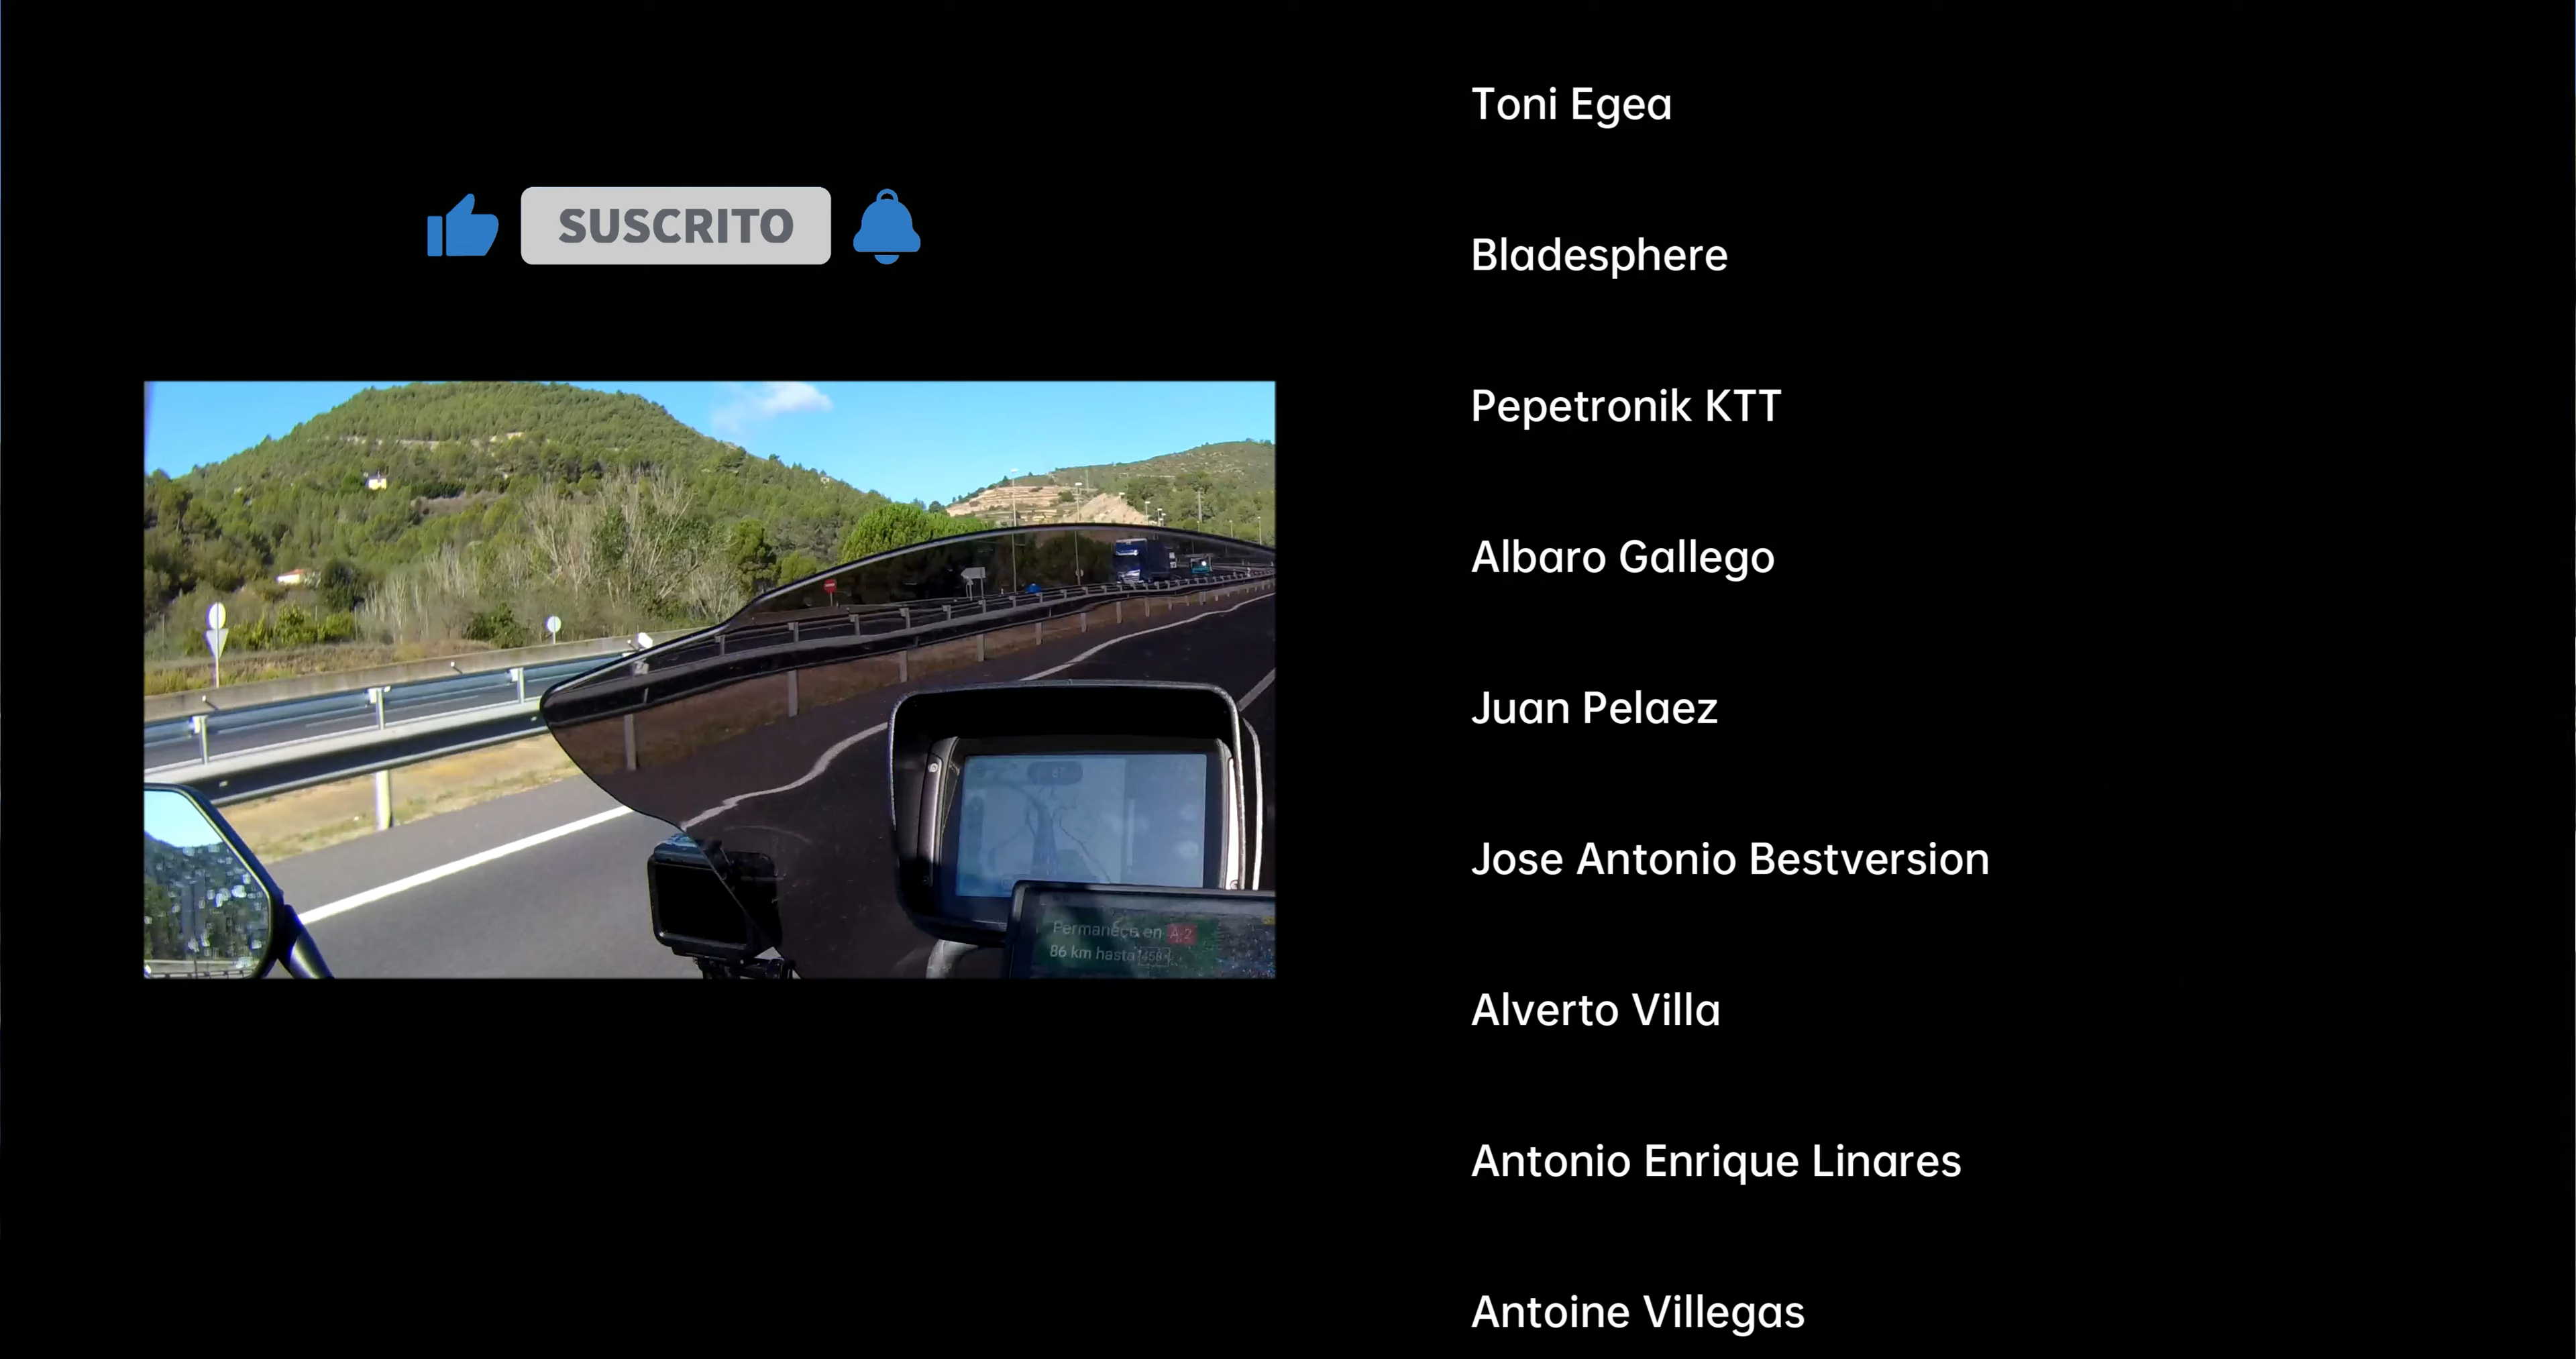 SUSCRITO
Permanece en A-2
86 km hasta
Toni Egea
Bladesphere
Pepetronik KTT
Albaro Gallego
Juan Pelaez
Jose Antonio Bestversion
Alverto Villa
Antonio Enrique Linares
Antoine Villegas